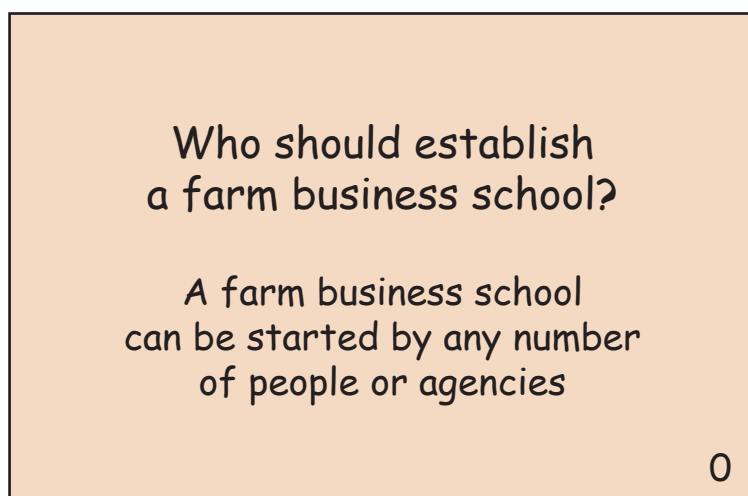 Who should establish
a farm business school?
A farm business school
can be started by any number
of people or agencies
0